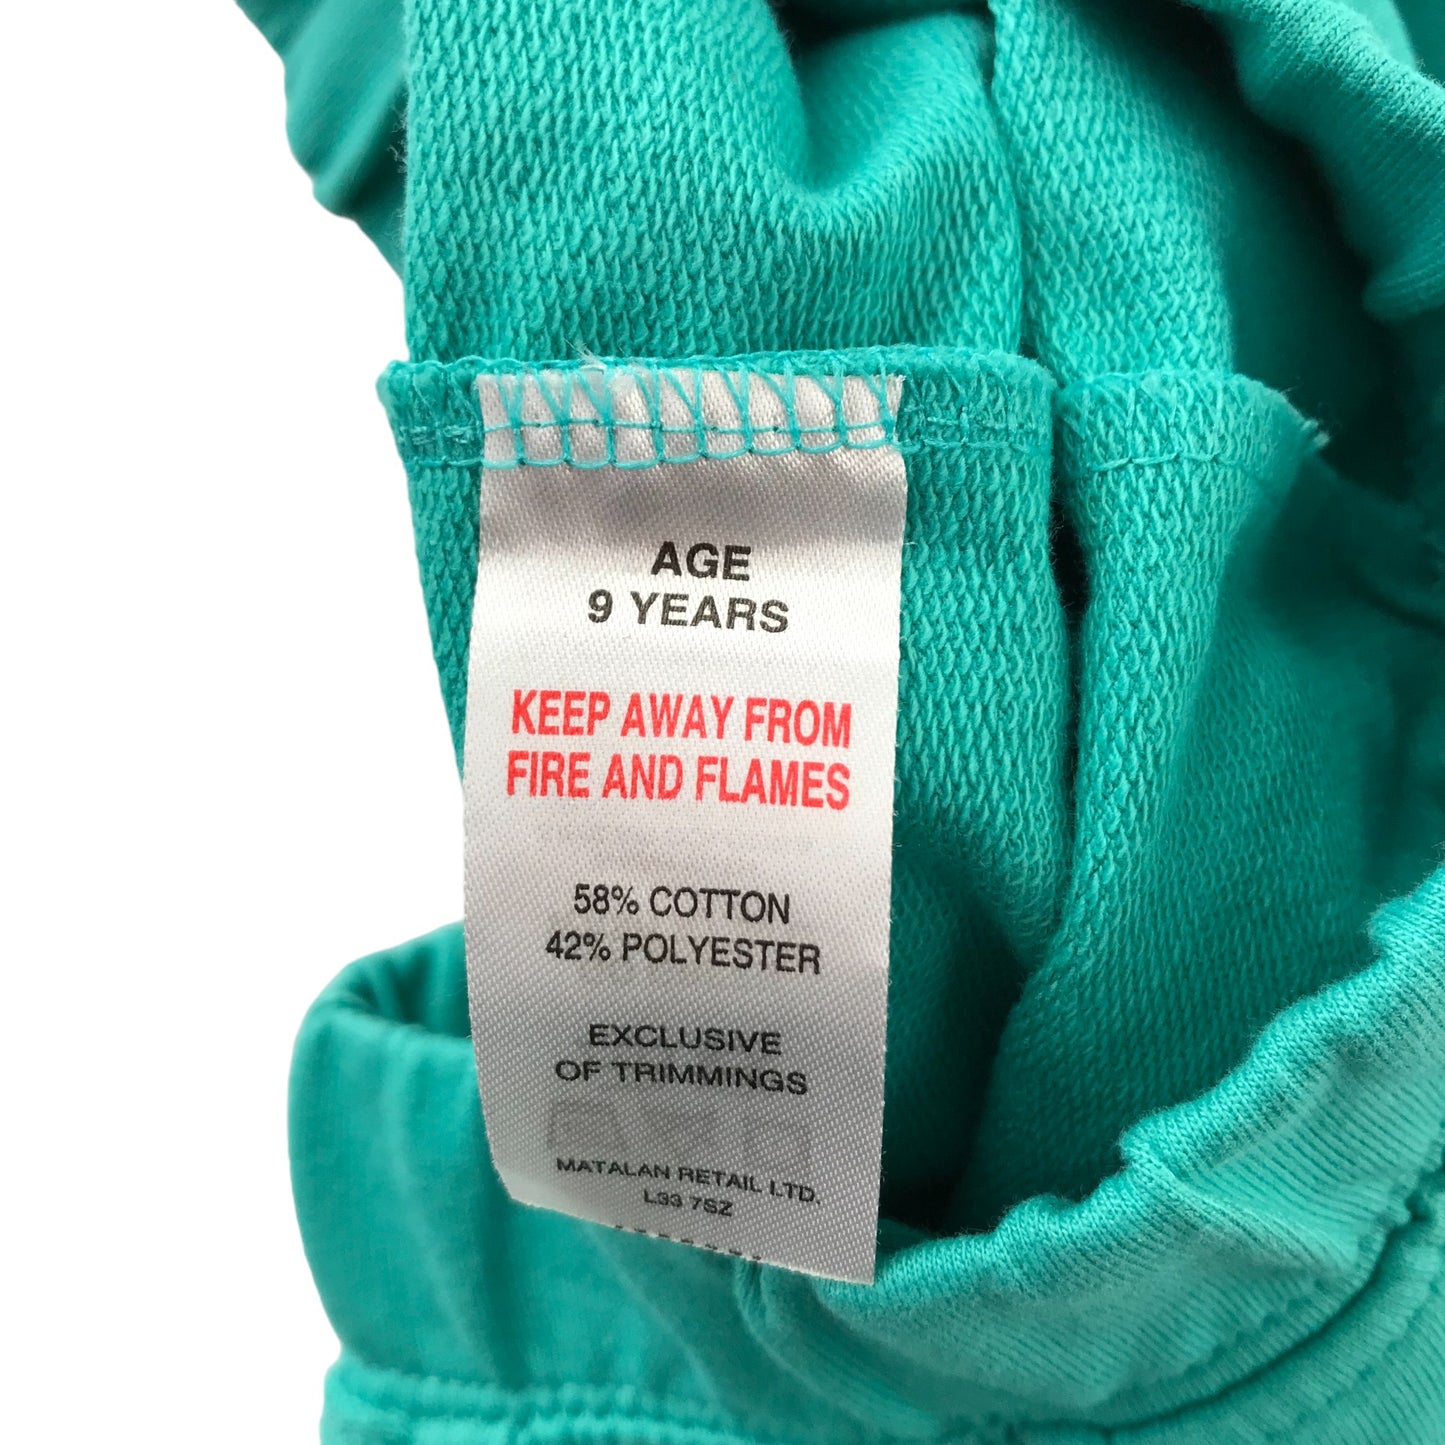 AGE
9 YEARS
KEEP AWAY FROM
FIRE AND FLAMES
58% COTTON
42% POLYESTER
EXCLUSIVE
OF TRIMMINGS
MATALAN RETAIL LTD.
L33 7SZ